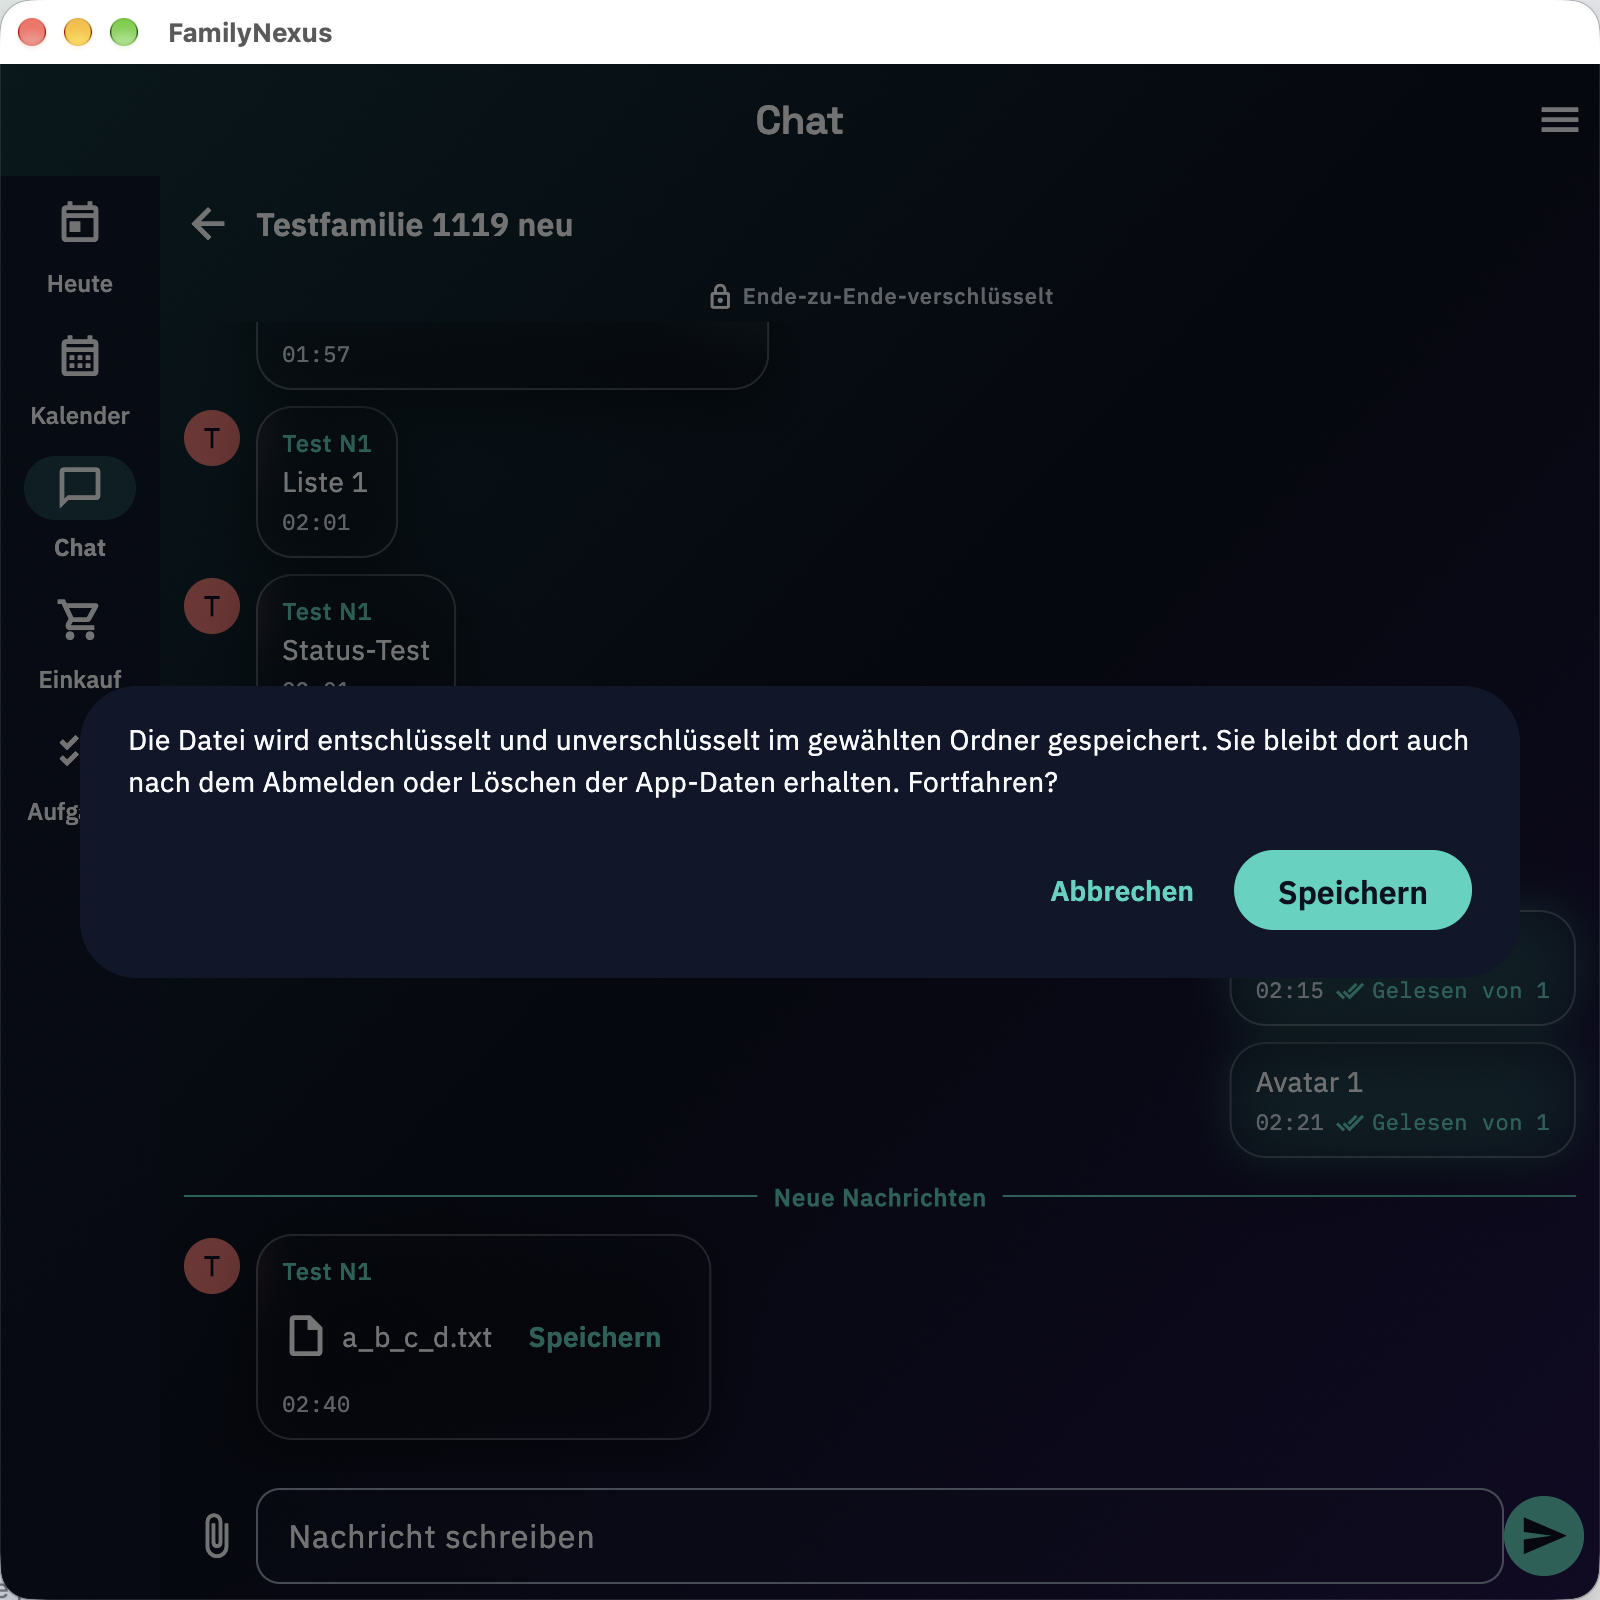 FamilyNexus
Chat
Testfamilie 1119 neu
Ende-zu-Ende-verschlüsselt
Heute
Kalender
Chat
Einkauf
01:57
T
Test N1
Liste 1
02:01
T
Test N1
Status-Test
Die Datei wird entschlüsselt und unverschlüsselt im gewählten Ordner gespeichert. Sie bleibt dort auch
nach dem Abmelden oder Löschen der App-Daten erhalten. Fortfahren?
Abbrechen
Speichern
02:15 Gelesen von 1
Avatar 1
02:21 Gelesen von 1
Neue Nachrichten
T
Test N1
a_b_c_d.txt Speichern
02:40
Nachricht schreiben